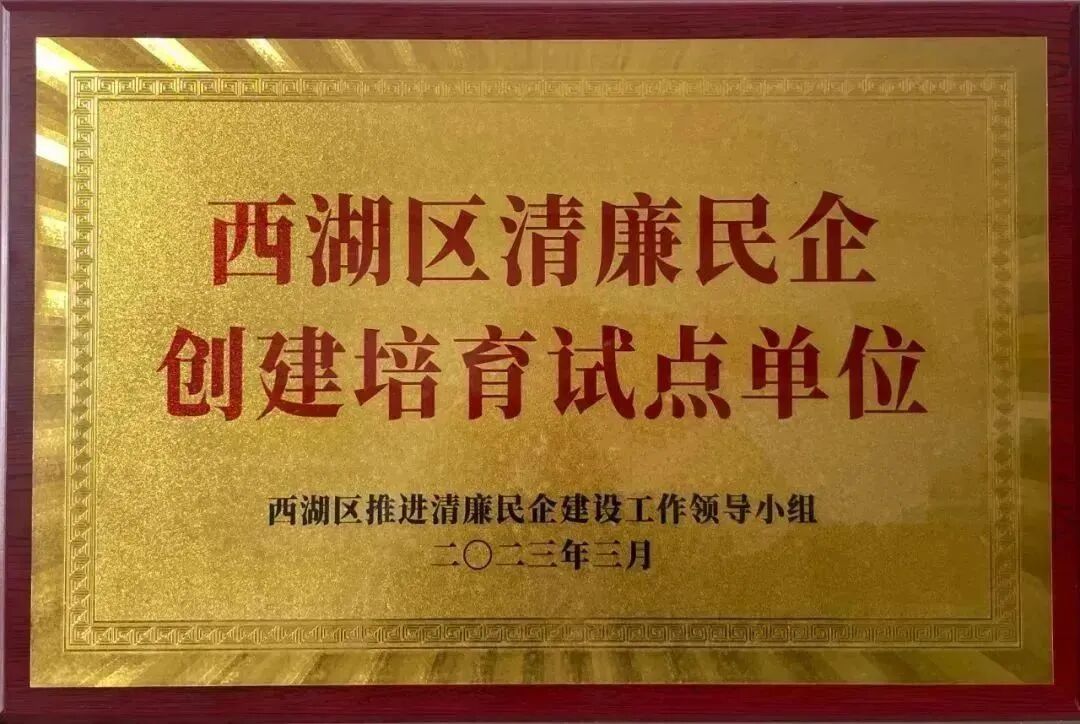 西湖区清廉民企
创建培育试点单位
西湖区推进清廉民企建设工作领导小组
二〇二三年三月